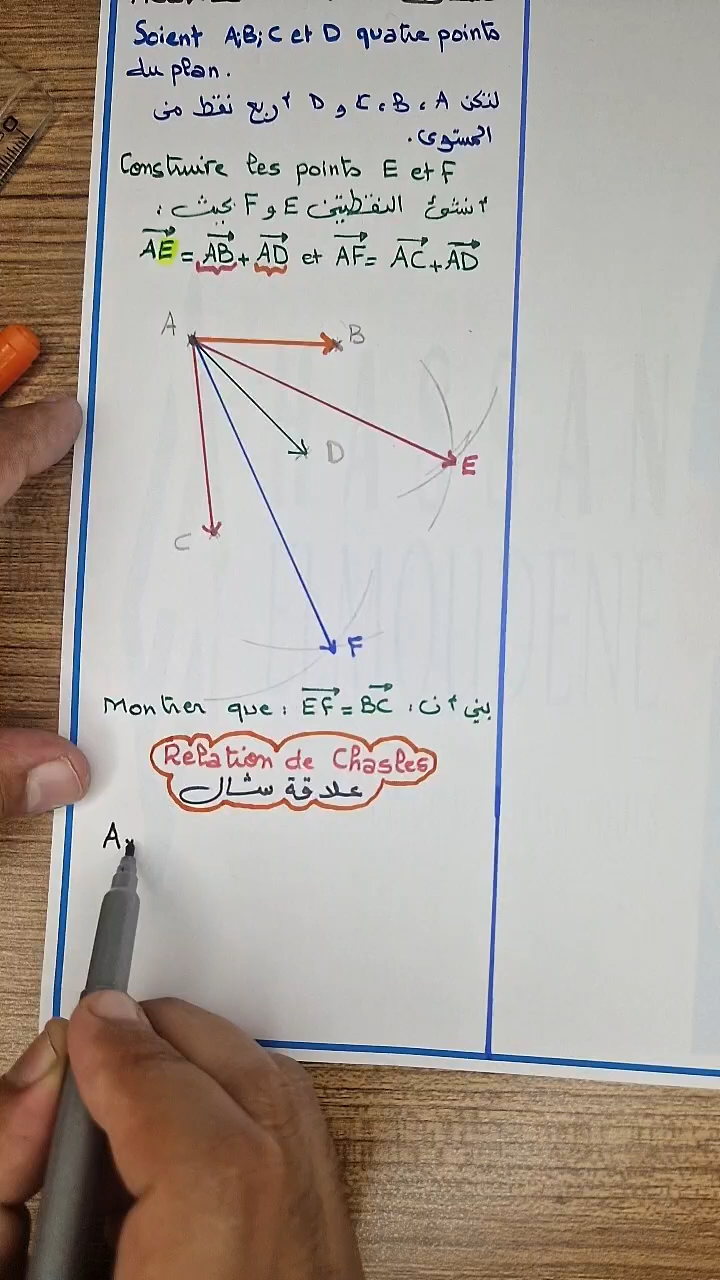 Soient A;B;C et D quatre points
du plan.
لتكن A ، B ، C و D أربع نقط من
المستوى.
Construire les points E et F
أنشئ النقطتين E و F بحيث :
AE = AB + AD et AF = AC + AD
A
B
D
E
C
F
Montrer que : EF = BC بين أن :
Relation de Chasles
علاقة شال
A